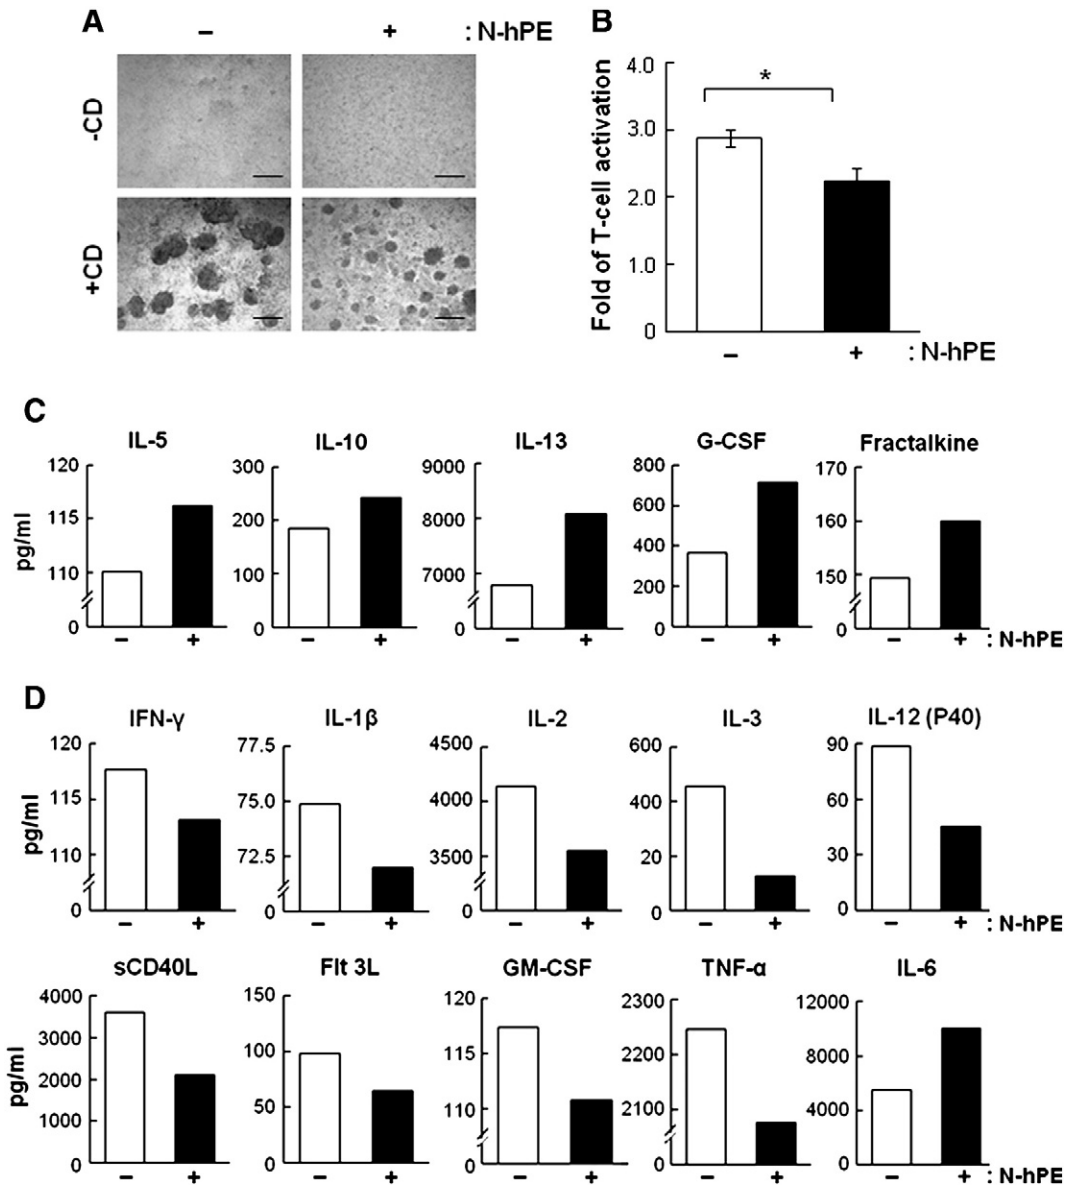 A
– + : N-hPE
-CD
+CD
B
Fold of T-cell activation
4.0
3.0
2.0
1.0
0
*
– + : N-hPE
C
IL-5 IL-10 IL-13 G-CSF Fractalkine
pg/ml
120 115 110 0
300 200 100 0
9000 8000 7000 0
800 600 400 200 0
170 160 150 0
– + – + – + – + – + : N-hPE
D
IFN-γ IL-1β IL-2 IL-3 IL-12 (P40)
pg/ml
120 115 110 0
77.5 75.0 72.5 0
4500 4000 3500 0
600 400 20 0
90 60 30 0
– + – + – + – + – + : N-hPE
sCD40L Flt 3L GM-CSF TNF-α IL-6
pg/ml
4000 3000 2000 1000 0
150 100 50 0
120 115 110 0
2300 2200 2100 0
12000 8000 4000 0
– + – + – + – + – + : N-hPE